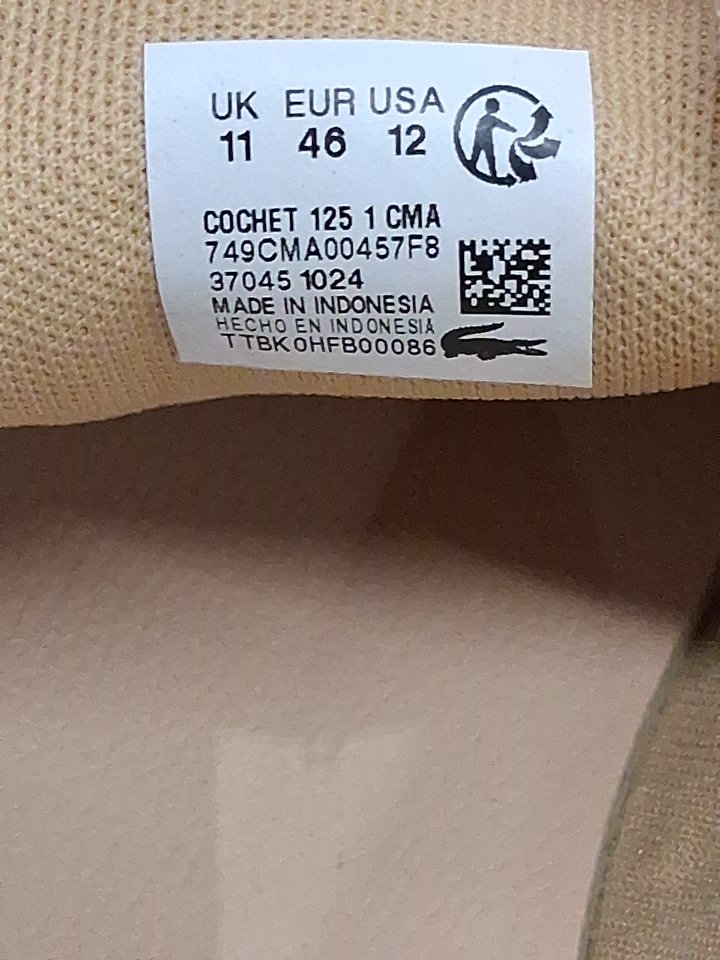 UK EUR USA
11 46 12
COCHET 125 1 CMA
749CMA00457F8
37045 1024
MADE IN INDONESIA
HECHO EN INDONESIA
TTBK0HFB00086